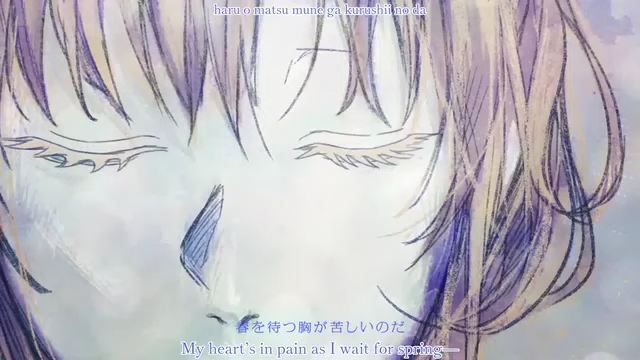 haru o matsu mune ga kurushii no da
春を待つ胸が苦しいのだ
My heart's in pain as I wait for spring—